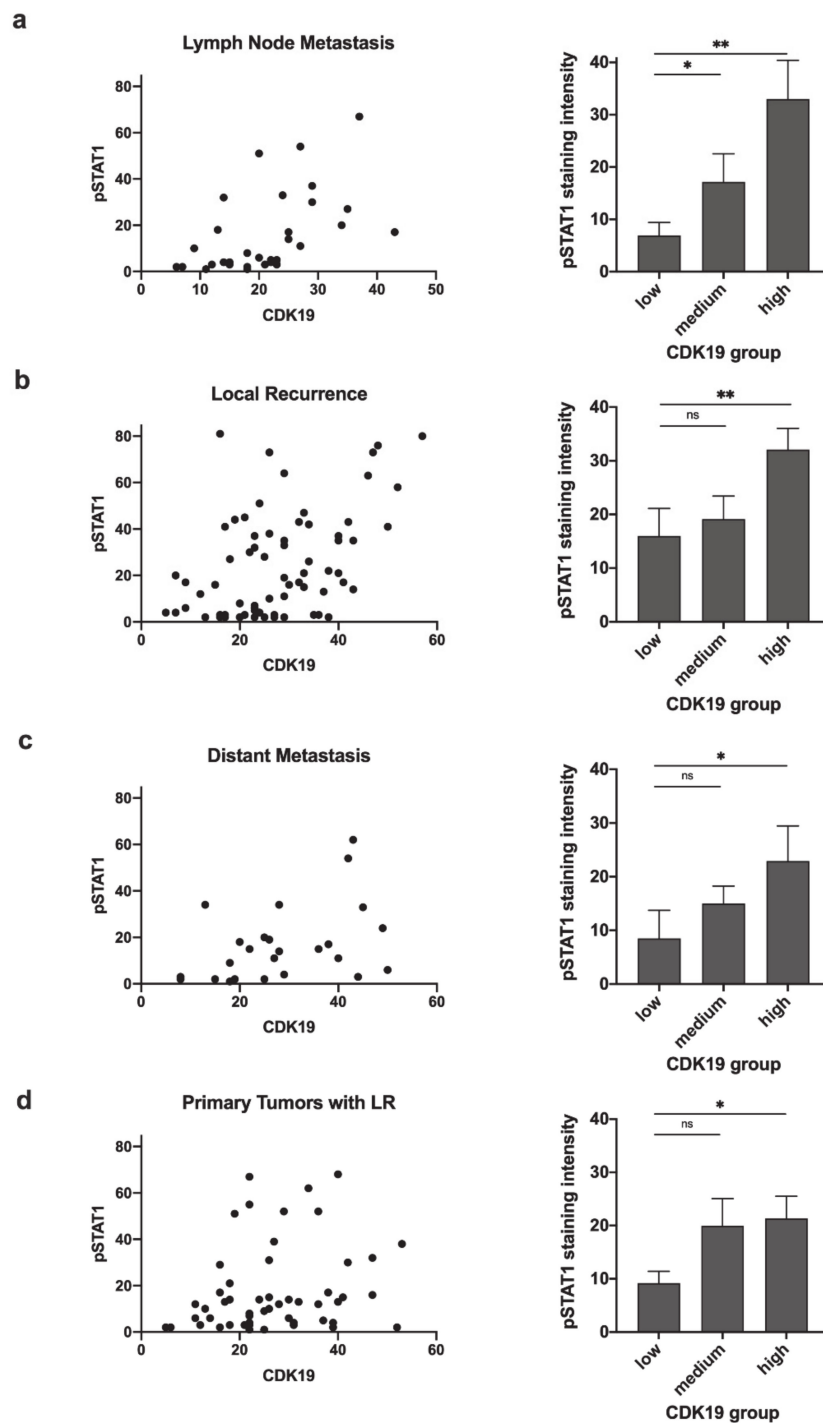 a
Lymph Node Metastasis
pSTAT1
80
60
40
20
0
0 10 20 30 40 50
CDK19
pSTAT1 staining intensity
40
30
20
10
0
**
*
low medium high
CDK19 group
b
Local Recurrence
pSTAT1
80
60
40
20
0
0 20 40 60
CDK19
pSTAT1 staining intensity
40
30
20
10
0
**
ns
low medium high
CDK19 group
c
Distant Metastasis
pSTAT1
80
60
40
20
0
0 20 40 60
CDK19
pSTAT1 staining intensity
40
30
20
10
0
*
ns
low medium high
CDK19 group
d
Primary Tumors with LR
pSTAT1
80
60
40
20
0
0 20 40 60
CDK19
pSTAT1 staining intensity
40
30
20
10
0
*
ns
low medium high
CDK19 group